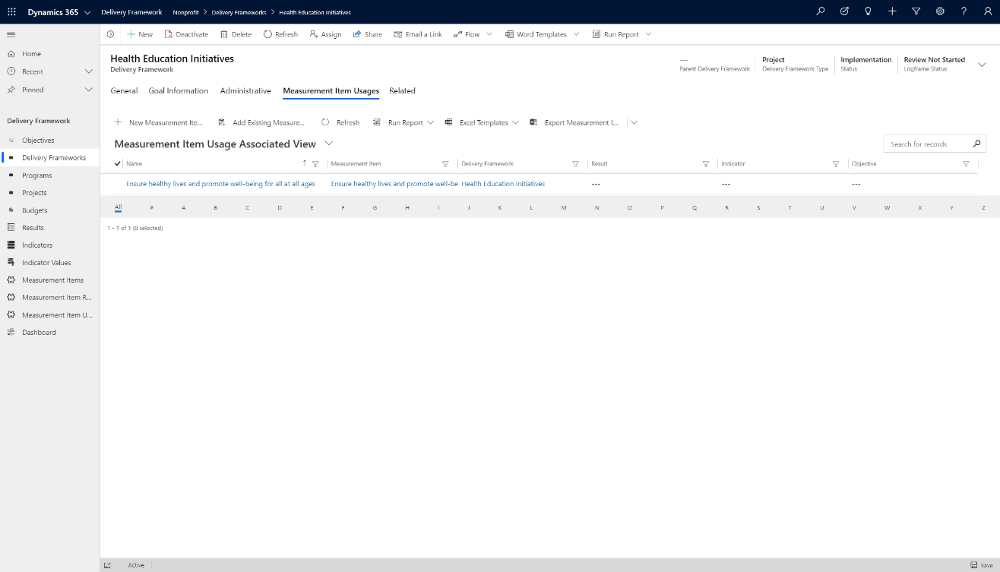 Dynamics 365 Delivery Framework Nonprofit Delivery Frameworks Health Education Initiatives
New Deactivate Delete Refresh Assign Share Email a Link Flow Word Templates Run Report
Home
Recent
Pinned
Delivery Framework
Objectives
Delivery Frameworks
Programs
Projects
Budgets
Results
Indicators
Indicator Values
Measurement Items
Measurement Item R...
Measurement Item U...
Dashboard
Health Education Initiatives
Delivery Framework
--- Project Implementation Review Not Started
Parent Delivery Framework Delivery Framework Type Status Logframe Status
General Goal Information Administrative Measurement Item Usages Related
New Measurement Ite... Add Existing Measure... Refresh Run Report Excel Templates Export Measurement I...
Measurement Item Usage Associated View
Search for records
Name Measurement Item Delivery Framework Result Indicator Objective
Ensure healthy lives and promote well-being for all at all ages Ensure healthy lives and promote well-be Health Education Initiatives --- --- ---
All # A B C D E F G H I J K L M N O P Q R S T U V W X Y Z
1 - 1 of 1 (0 selected)
Active Save